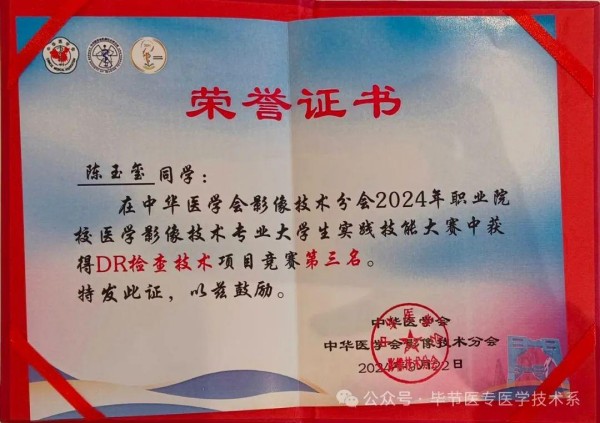 荣誉证书
陈玉玺 同学：
在中华医学会影像技术分会2024年职业院
校医学影像技术专业大学生实践技能大赛中获
得DR检查技术项目竞赛第三名。
特发此证，以兹鼓励。
中华医学会
中华医学会影像技术分会
公众号·毕节医专医学技术系